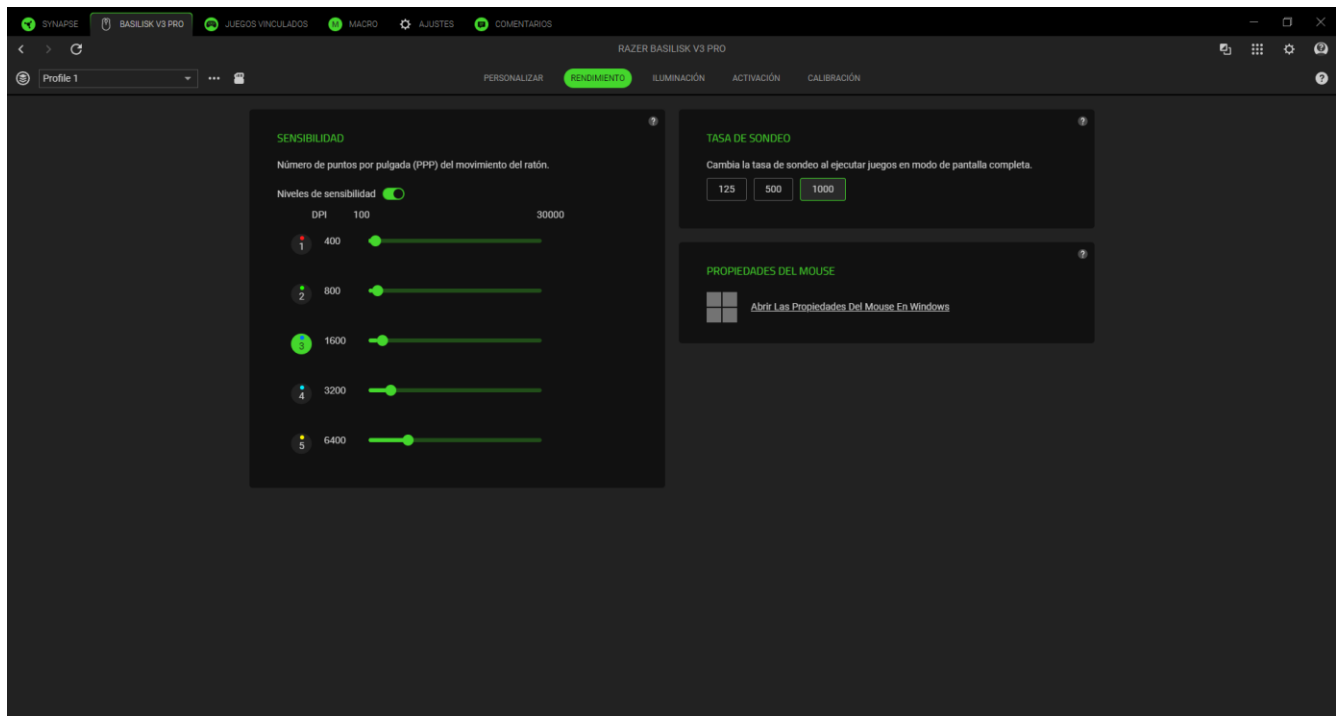 SYNAPSE BASILISK V3 PRO JUEGOS VINCULADOS M MACRO AJUSTES COMENTARIOS
RAZER BASILISK V3 PRO
Profile 1 PERSONALIZAR RENDIMIENTO ILUMINACIÓN ACTIVACIÓN CALIBRACIÓN ?
?
SENSIBILIDAD
Número de puntos por pulgada (PPP) del movimiento del ratón.
Niveles de sensibilidad
DPI 100 30000
1 400
2 800
3 1600
4 3200
5 6400
?
TASA DE SONDEO
Cambia la tasa de sondeo al ejecutar juegos en modo de pantalla completa.
125 500 1000
?
PROPIEDADES DEL MOUSE
Abrir Las Propiedades Del Mouse En Windows